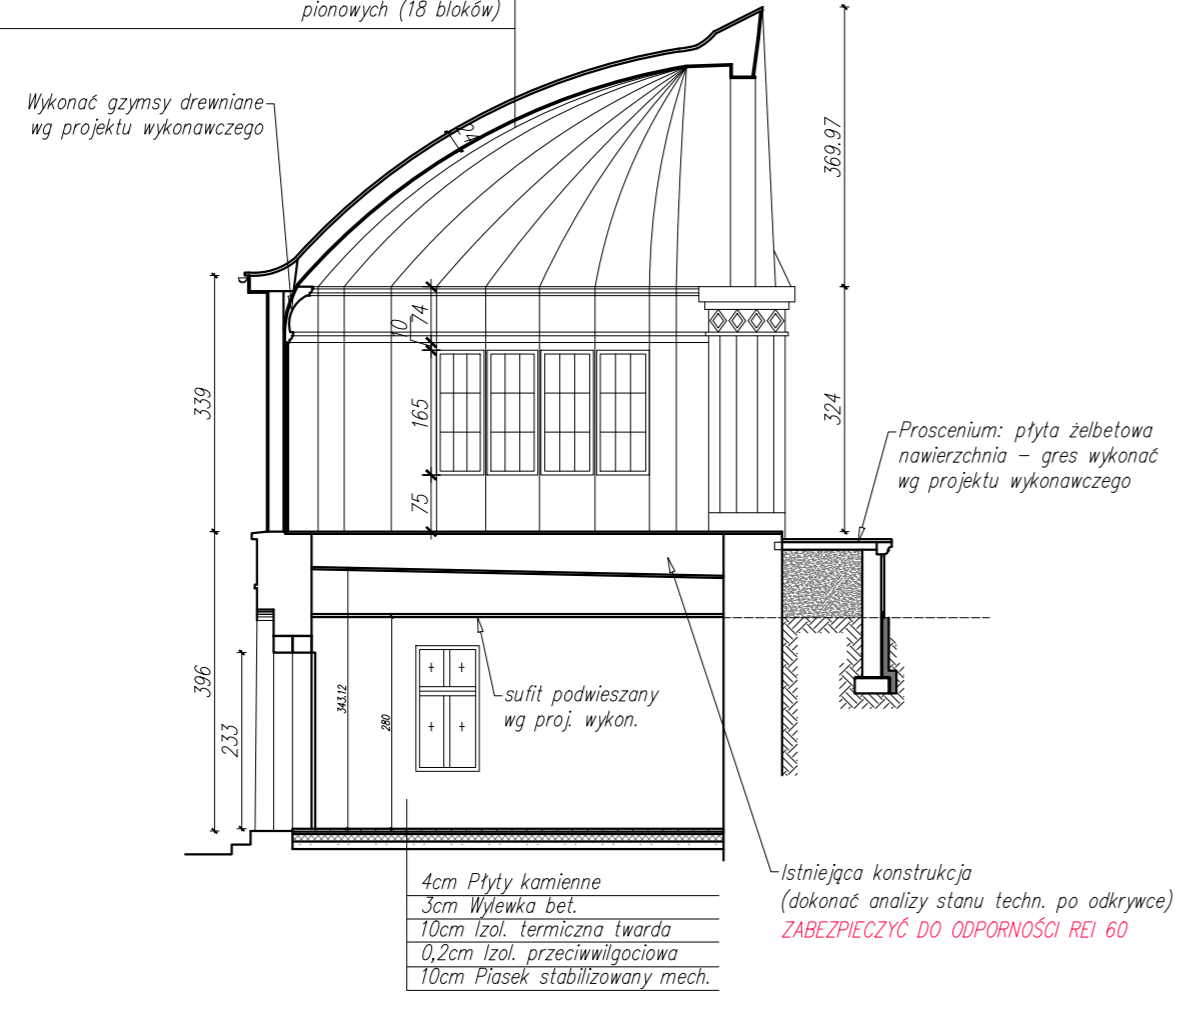 pionowych (18 bloków)
Wykonać gzymsy drewniane
wg projektu wykonawczego
24
369.97
74
10
339
165
324
75
Proscenium: płyta żelbetowa
nawierzchnia – gres wykonać
wg projektu wykonawczego
396
233
343.12
280
sufit podwieszany
wg proj. wykon.
4cm Płyty kamienne
3cm Wylewka bet.
10cm Izol. termiczna twarda
0,2cm Izol. przeciwwilgociowa
10cm Piasek stabilizowany mech.
Istniejąca konstrukcja
(dokonać analizy stanu techn. po odkrywce)
ZABEZPIECZYĆ DO ODPORNOŚCI REI 60